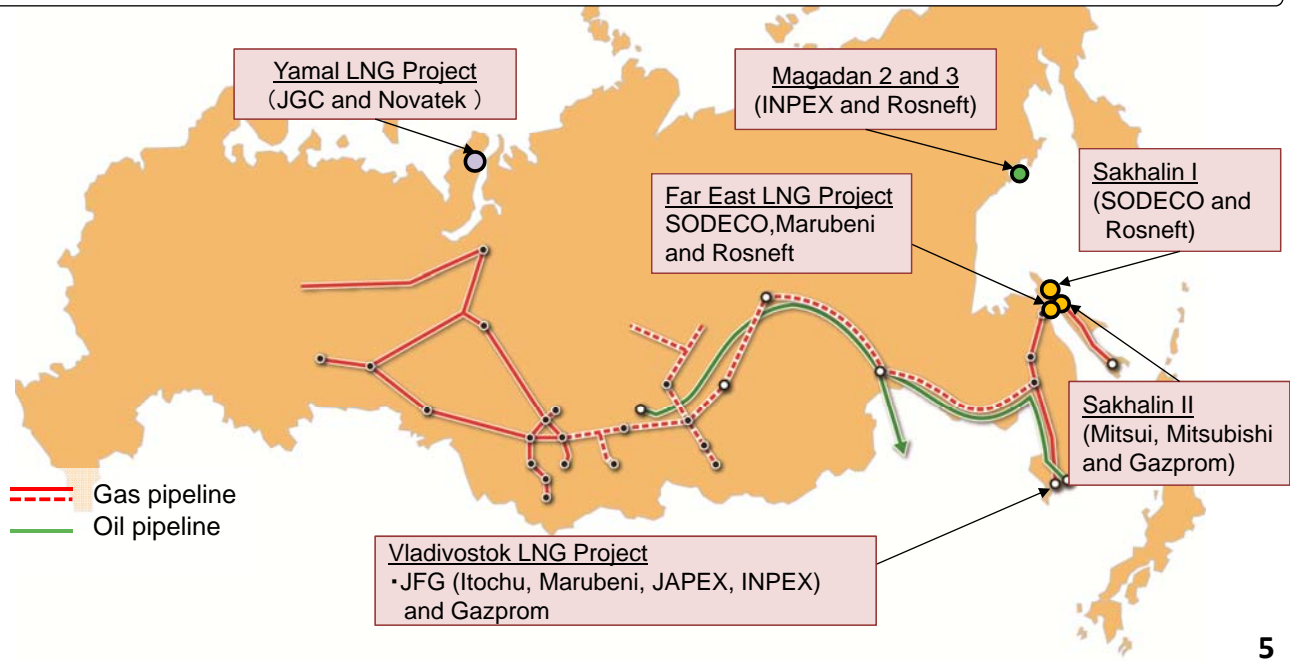 Yamal LNG Project
（JGC and Novatek ）
Magadan 2 and 3
(INPEX and Rosneft)
Far East LNG Project
SODECO,Marubeni
and Rosneft
Sakhalin I
(SODECO and
Rosneft)
Sakhalin II
(Mitsui, Mitsubishi
and Gazprom)
Gas pipeline
Oil pipeline
Vladivostok LNG Project
・JFG (Itochu, Marubeni, JAPEX, INPEX)
and Gazprom
5